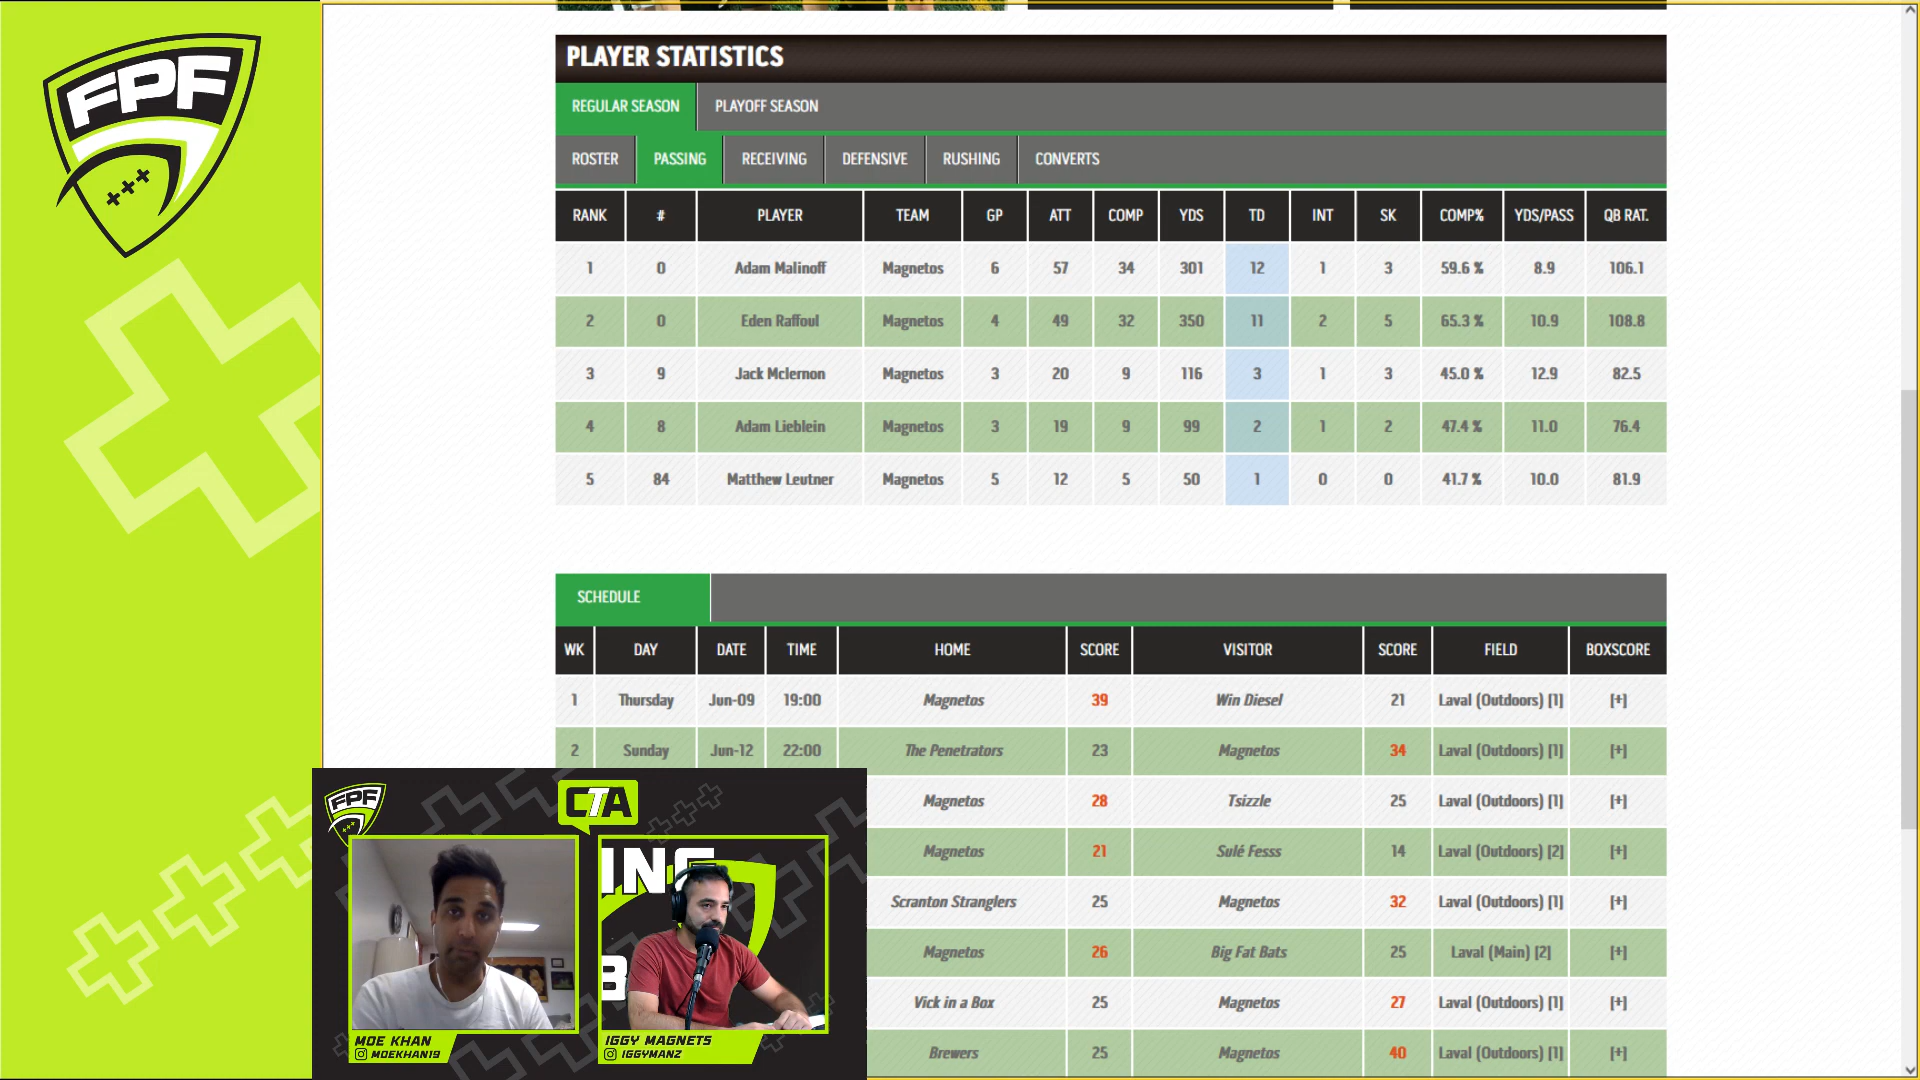 FPF
PLAYER STATISTICS
REGULAR SEASON PLAYOFF SEASON
ROSTER PASSING RECEIVING DEFENSIVE RUSHING CONVERTS
RANK # PLAYER TEAM GP ATT COMP YDS TD INT SK COMP% YDS/PASS QB RAT.
1 0 Adam Malinoff Magnetos 6 57 34 301 12 1 3 59.6 % 8.9 106.1
2 0 Eden Raffoul Magnetos 4 49 32 350 11 2 5 65.3 % 10.9 108.8
3 9 Jack McIernon Magnetos 3 20 9 116 3 1 3 45.0 % 12.9 82.5
4 8 Adam Lieblein Magnetos 3 19 9 99 2 1 2 47.4 % 11.0 76.4
5 84 Matthew Leutner Magnetos 5 12 5 50 1 0 0 41.7 % 10.0 81.9
SCHEDULE
WK DAY DATE TIME HOME SCORE VISITOR SCORE FIELD BOXSCORE
1 Thursday Jun-09 19:00 Magnetos 39 Win Diesel 21 Laval (Outdoors) [1] [+]
2 Sunday Jun-12 22:00 The Penetrators 23 Magnetos 34 Laval (Outdoors) [1] [+]
Magnetos 28 Tsizzle 25 Laval (Outdoors) [1] [+]
Magnetos 21 Sulé Fesss 14 Laval (Outdoors) [2] [+]
Scranton Stranglers 25 Magnetos 32 Laval (Outdoors) [1] [+]
Magnetos 26 Big Fat Bats 25 Laval (Main) [2] [+]
Vick in a Box 25 Magnetos 27 Laval (Outdoors) [1] [+]
Brewers 25 Magnetos 40 Laval (Outdoors) [1] [+]
FPF
C7A
ING
B
MOE KHAN
MOEKHAN19
IGGY MAGNETS
IGGYMANZ